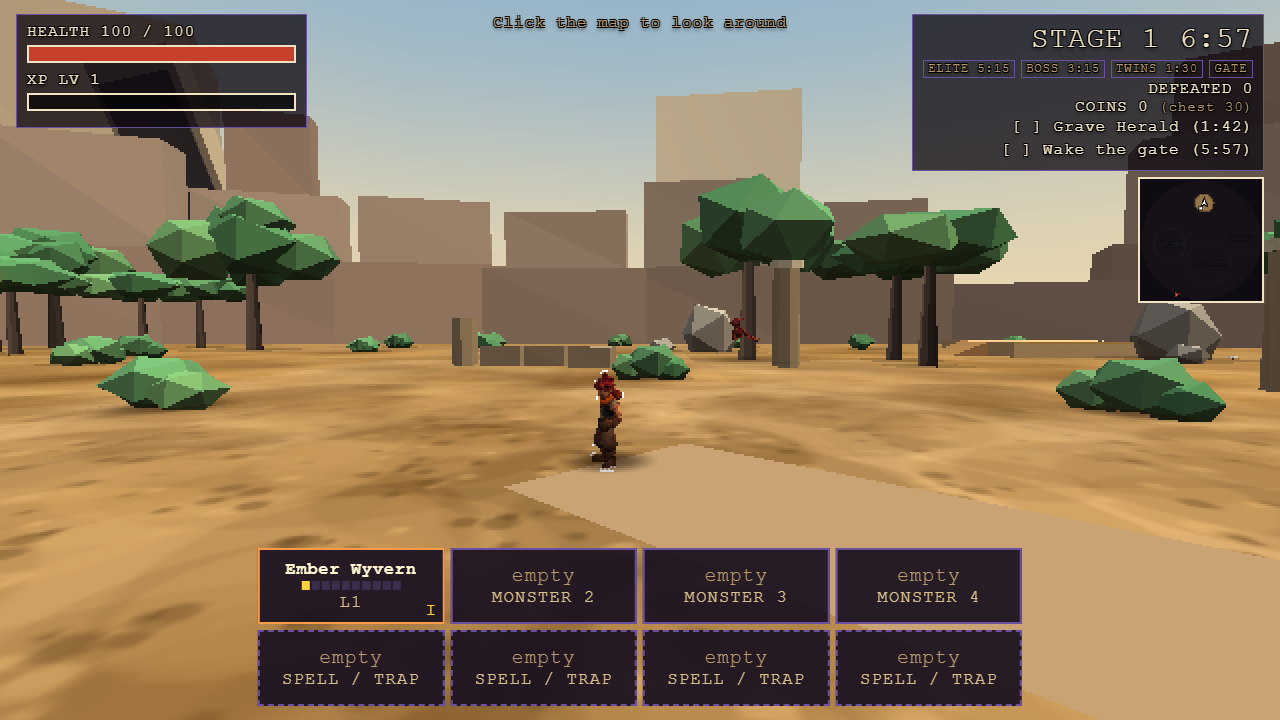 HEALTH 100 / 100
XP LV 1
Click the map to look around
STAGE 1 6:57
ELITE 5:15 BOSS 3:15 TWINS 1:30 GATE
DEFEATED 0
COINS 0 (chest 30)
[ ] Grave Herald (1:42)
[ ] Wake the gate (5:57)
Ember Wyvern
L1
I
empty
MONSTER 2
empty
MONSTER 3
empty
MONSTER 4
empty
SPELL / TRAP
empty
SPELL / TRAP
empty
SPELL / TRAP
empty
SPELL / TRAP